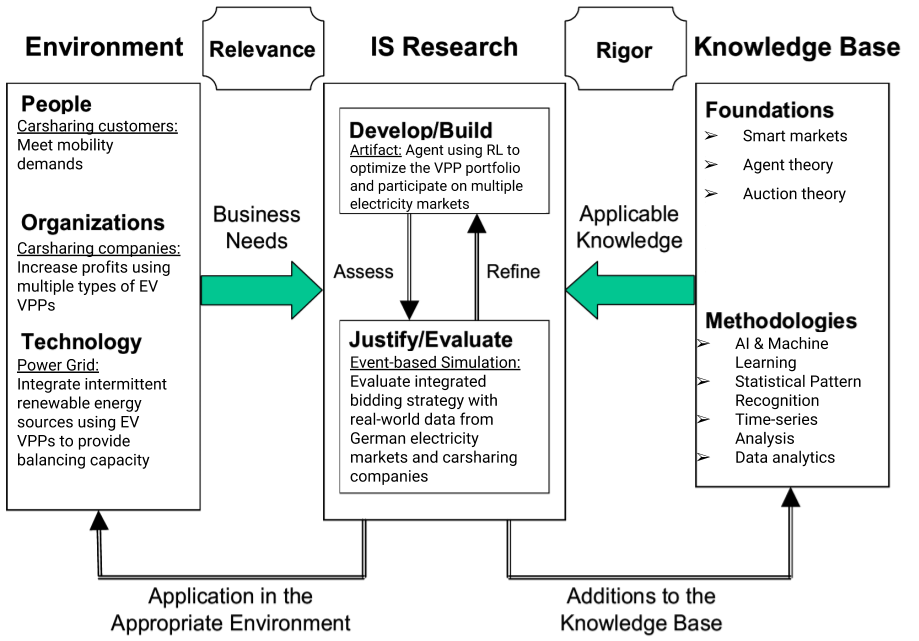 Environment
Relevance
IS Research
Rigor
Knowledge Base
People
Carsharing customers:
Meet mobility
demands
Organizations
Carsharing companies:
Increase profits using
multiple types of EV
VPPs
Technology
Power Grid:
Integrate intermittent
renewable energy
sources using EV
VPPs to provide
balancing capacity
Business
Needs
Develop/Build
Artifact: Agent using RL to
optimize the VPP portfolio
and participate on multiple
electricity markets
Assess
Refine
Justify/Evaluate
Event-based Simulation:
Evaluate integrated
bidding strategy with
real-world data from
German electricity
markets and carsharing
companies
Applicable
Knowledge
Foundations
➢ Smart markets
➢ Agent theory
➢ Auction theory
Methodologies
➢ AI & Machine
Learning
➢ Statistical Pattern
Recognition
➢ Time-series
Analysis
➢ Data analytics
Application in the
Appropriate Environment
Additions to the
Knowledge Base